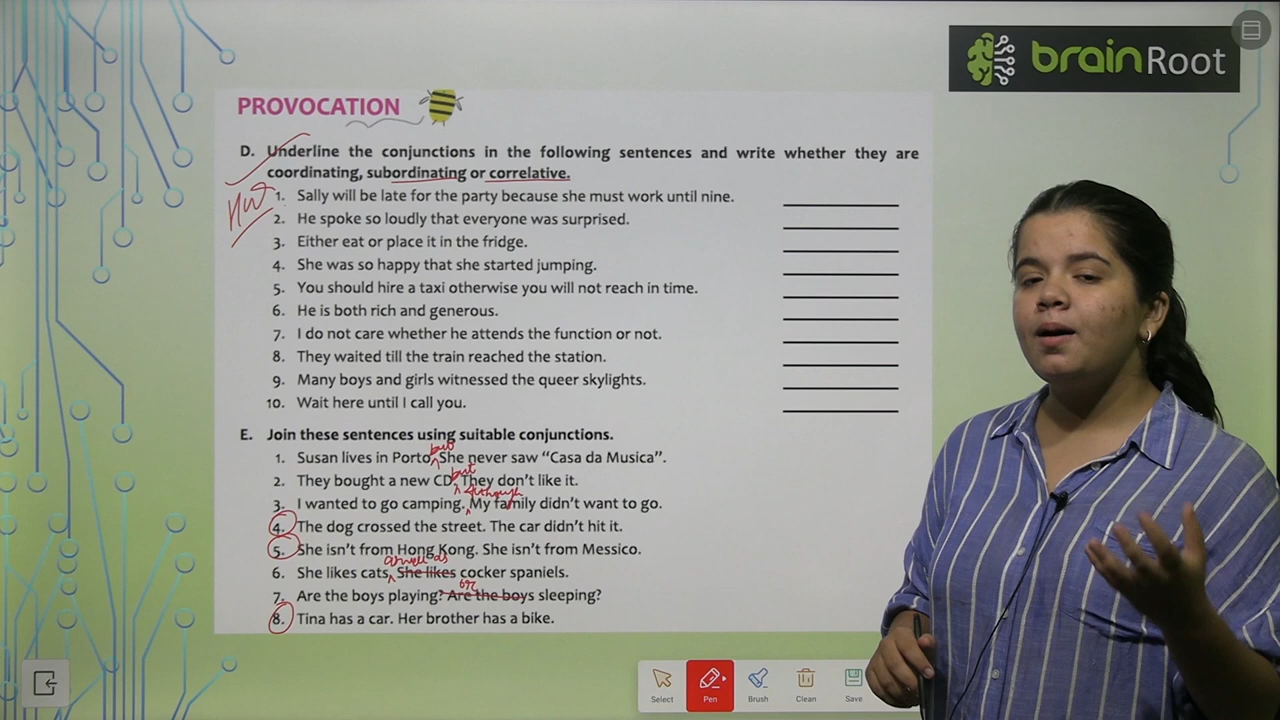 brainRoot
PROVOCATION
D. Underline the conjunctions in the following sentences and write whether they are
coordinating, subordinating or correlative.
HW
1. Sally will be late for the party because she must work until nine.
2. He spoke so loudly that everyone was surprised.
3. Either eat or place it in the fridge.
4. She was so happy that she started jumping.
5. You should hire a taxi otherwise you will not reach in time.
6. He is both rich and generous.
7. I do not care whether he attends the function or not.
8. They waited till the train reached the station.
9. Many boys and girls witnessed the queer skylights.
10. Wait here until I call you.
E. Join these sentences using suitable conjunctions.
but
1. Susan lives in Porto. She never saw “Casa da Musica”.
but
2. They bought a new CD. They don’t like it.
although
3. I wanted to go camping. My family didn’t want to go.
4. The dog crossed the street. The car didn’t hit it.
5. She isn’t from Hong Kong. She isn’t from Messico.
as well as
6. She likes cats. She likes cocker spaniels.
or
7. Are the boys playing? Are the boys sleeping?
8. Tina has a car. Her brother has a bike.
Select Pen Brush Clean Save